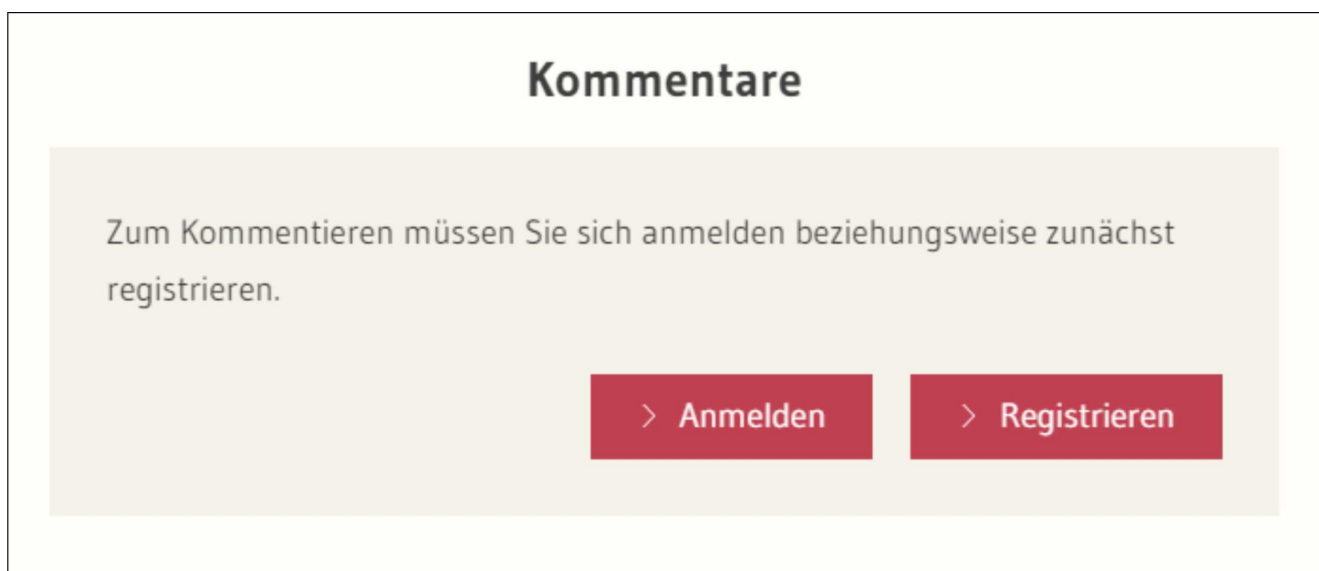 Kommentare
Zum Kommentieren müssen Sie sich anmelden beziehungsweise zunächst
registrieren.
Anmelden
Registrieren